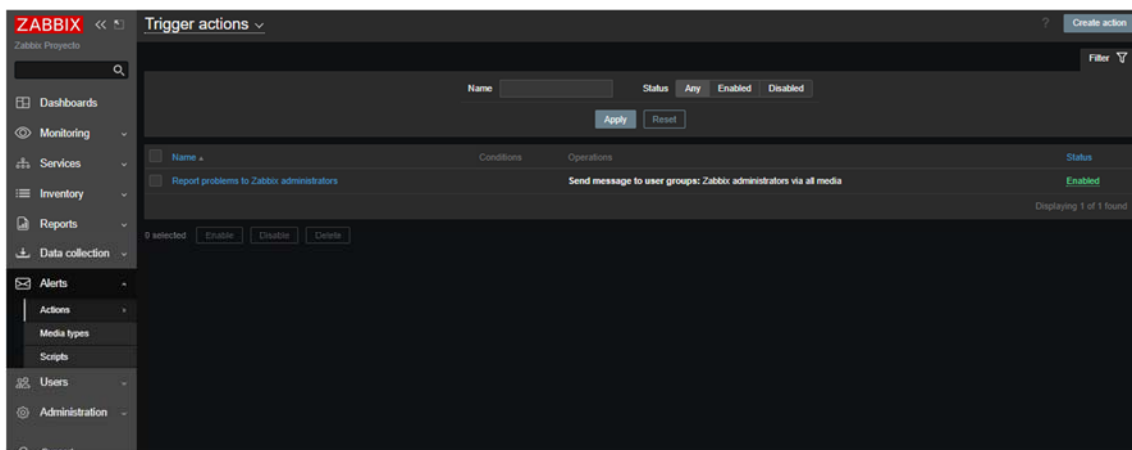 ZABBIX
Trigger actions
?
Create action
Zabbix Proyecto
Filter
Name
Status Any Enabled Disabled
Apply Reset
Dashboards
Monitoring
Services
Inventory
Reports
Data collection
Alerts
Actions
Media types
Scripts
Users
Administration
Name Conditions Operations Status
Report problems to Zabbix administrators Send message to user groups: Zabbix administrators via all media Enabled
Displaying 1 of 1 found
0 selected Enable Disable Delete